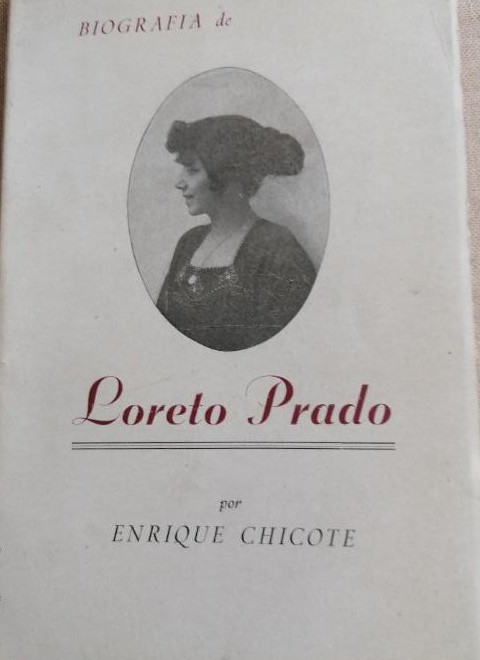 BIOGRAFIA de
Loreto Prado
por
ENRIQUE CHICOTE